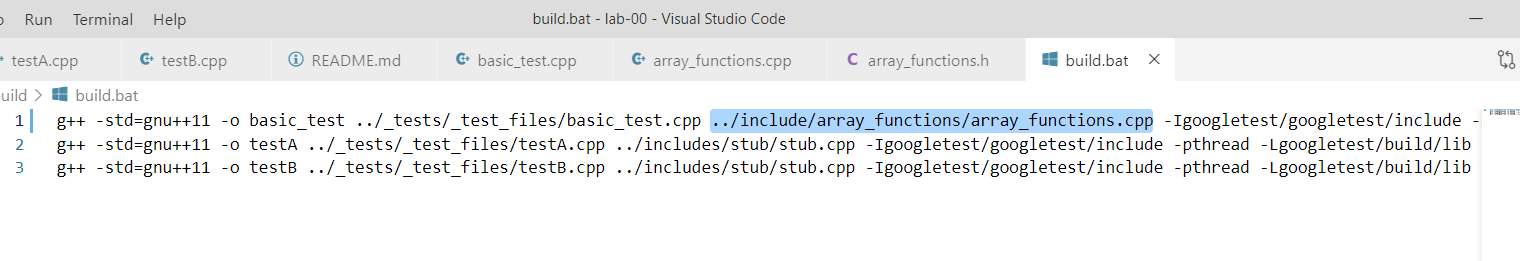 Run Terminal Help build.bat - lab-00 - Visual Studio Code
testA.cpp testB.cpp README.md basic_test.cpp array_functions.cpp C array_functions.h build.bat
uild > build.bat
1 g++ -std=gnu++11 -o basic_test ../_tests/_test_files/basic_test.cpp ../include/array_functions/array_functions.cpp -Igoogletest/googletest/include -
2 g++ -std=gnu++11 -o testA ../_tests/_test_files/testA.cpp ../includes/stub/stub.cpp -Igoogletest/googletest/include -pthread -Lgoogletest/build/lib
3 g++ -std=gnu++11 -o testB ../_tests/_test_files/testB.cpp ../includes/stub/stub.cpp -Igoogletest/googletest/include -pthread -Lgoogletest/build/lib